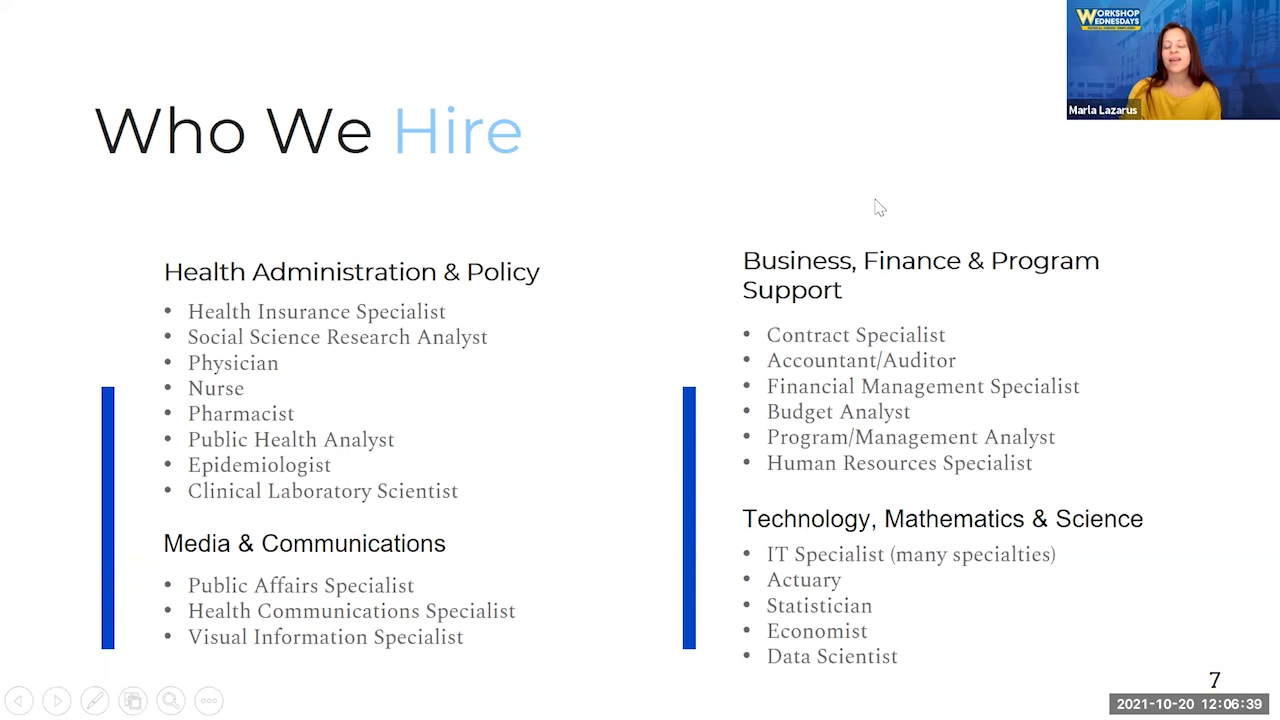 WORKSHOP
WEDNESDAYS
Marla Lazarus
Who We Hire
Health Administration & Policy
• Health Insurance Specialist
• Social Science Research Analyst
• Physician
• Nurse
• Pharmacist
• Public Health Analyst
• Epidemiologist
• Clinical Laboratory Scientist
Media & Communications
• Public Affairs Specialist
• Health Communications Specialist
• Visual Information Specialist
Business, Finance & Program
Support
• Contract Specialist
• Accountant/Auditor
• Financial Management Specialist
• Budget Analyst
• Program/Management Analyst
• Human Resources Specialist
Technology, Mathematics & Science
• IT Specialist (many specialties)
• Actuary
• Statistician
• Economist
• Data Scientist
7
2021-10-20 12:06:39